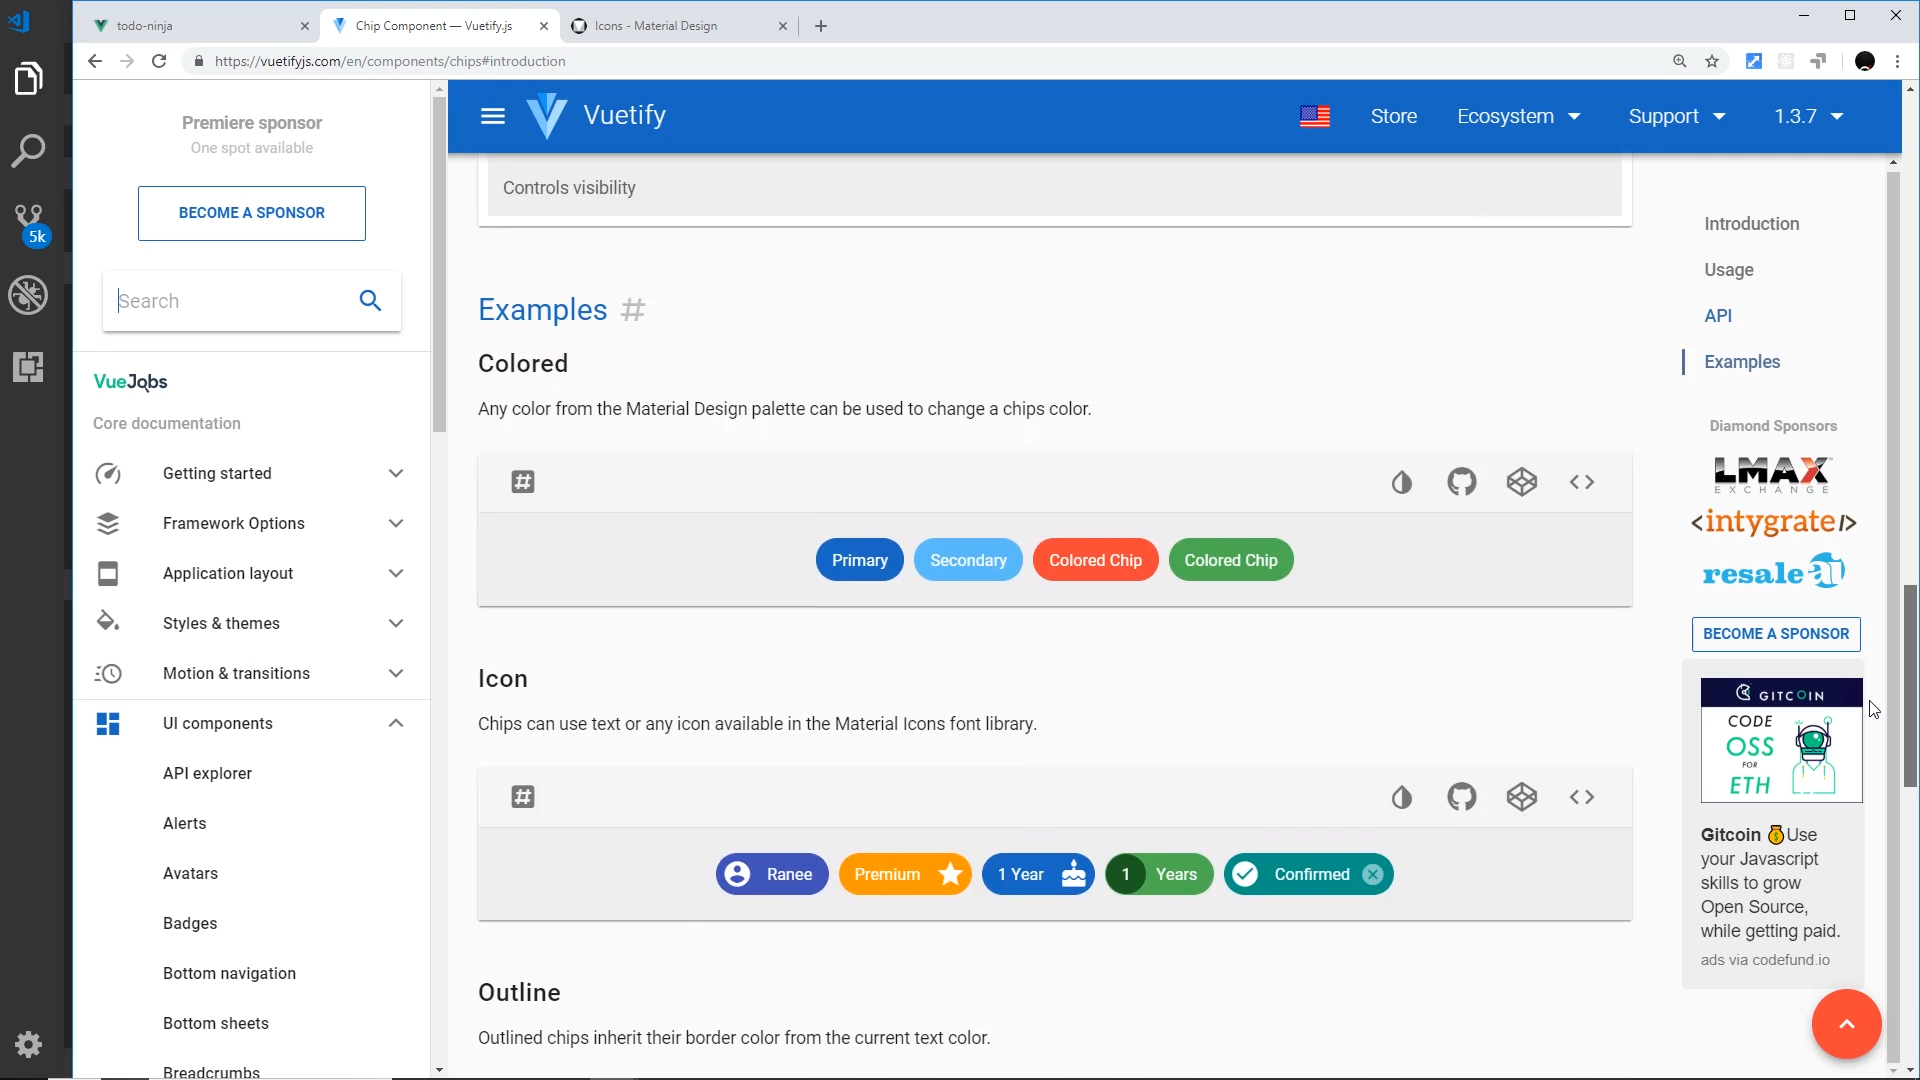 todo-ninja
Chip Component — Vuetify.js
Icons - Material Design
https://vuetifyjs.com/en/components/chips#introduction
5k
Premiere sponsor
One spot available
BECOME A SPONSOR
Search
VueJobs
Core documentation
Getting started
Framework Options
Application layout
Styles & themes
Motion & transitions
UI components
API explorer
Alerts
Avatars
Badges
Bottom navigation
Bottom sheets
Breadcrumbs
Vuetify
Store
Ecosystem
Support
1.3.7
Controls visibility
Examples #
Colored
Any color from the Material Design palette can be used to change a chips color.
Primary
Secondary
Colored Chip
Colored Chip
Icon
Chips can use text or any icon available in the Material Icons font library.
Ranee
Premium
1 Year
1 Years
Confirmed
Outline
Outlined chips inherit their border color from the current text color.
Introduction
Usage
API
Examples
Diamond Sponsors
LMAX
EXCHANGE
<intygrate/>
resale
BECOME A SPONSOR
GITCOIN
CODE
OSS
FOR
ETH
Gitcoin 💰Use
your Javascript
skills to grow
Open Source,
while getting paid.
ads via codefund.io